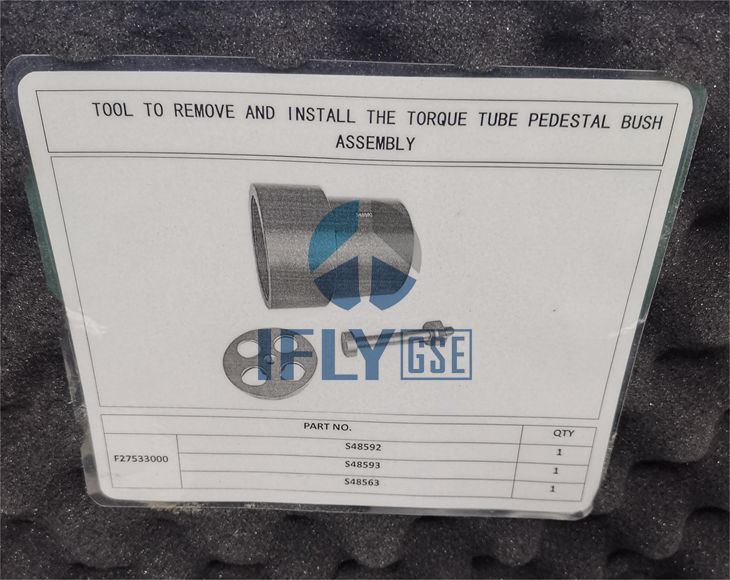 TOOL TO REMOVE AND INSTALL THE TORQUE TUBE PEDESTAL BUSH
ASSEMBLY
IFLY GSE
PART NO. QTY
F27533000
S48592 1
S48593 1
S48563 1